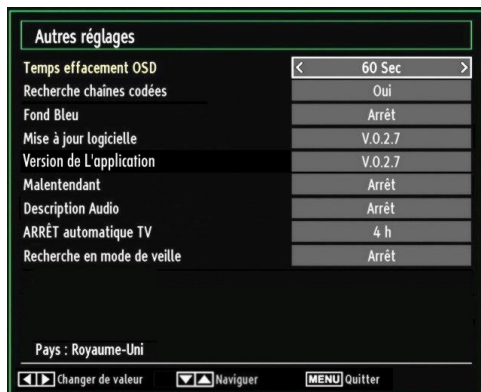 Autres réglages
Temps effacement OSD < 60 Sec >
Recherche chaînes codées Oui
Fond Bleu Arrêt
Mise à jour logicielle V.0.2.7
Version de L'application V.0.2.7
Malentendant Arrêt
Description Audio Arrêt
ARRÊT automatique TV 4 h
Recherche en mode de veille Arrêt
Pays : Royaume-Uni
Changer de valeur Naviguer MENU Quitter